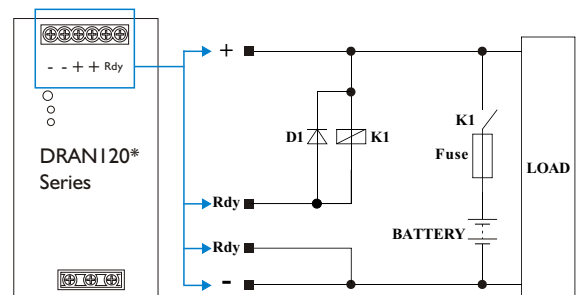 - - + + Rdy
DRAN120*
Series
+
D1
K1
K1
Fuse
LOAD
Rdy
Rdy
BATTERY
-